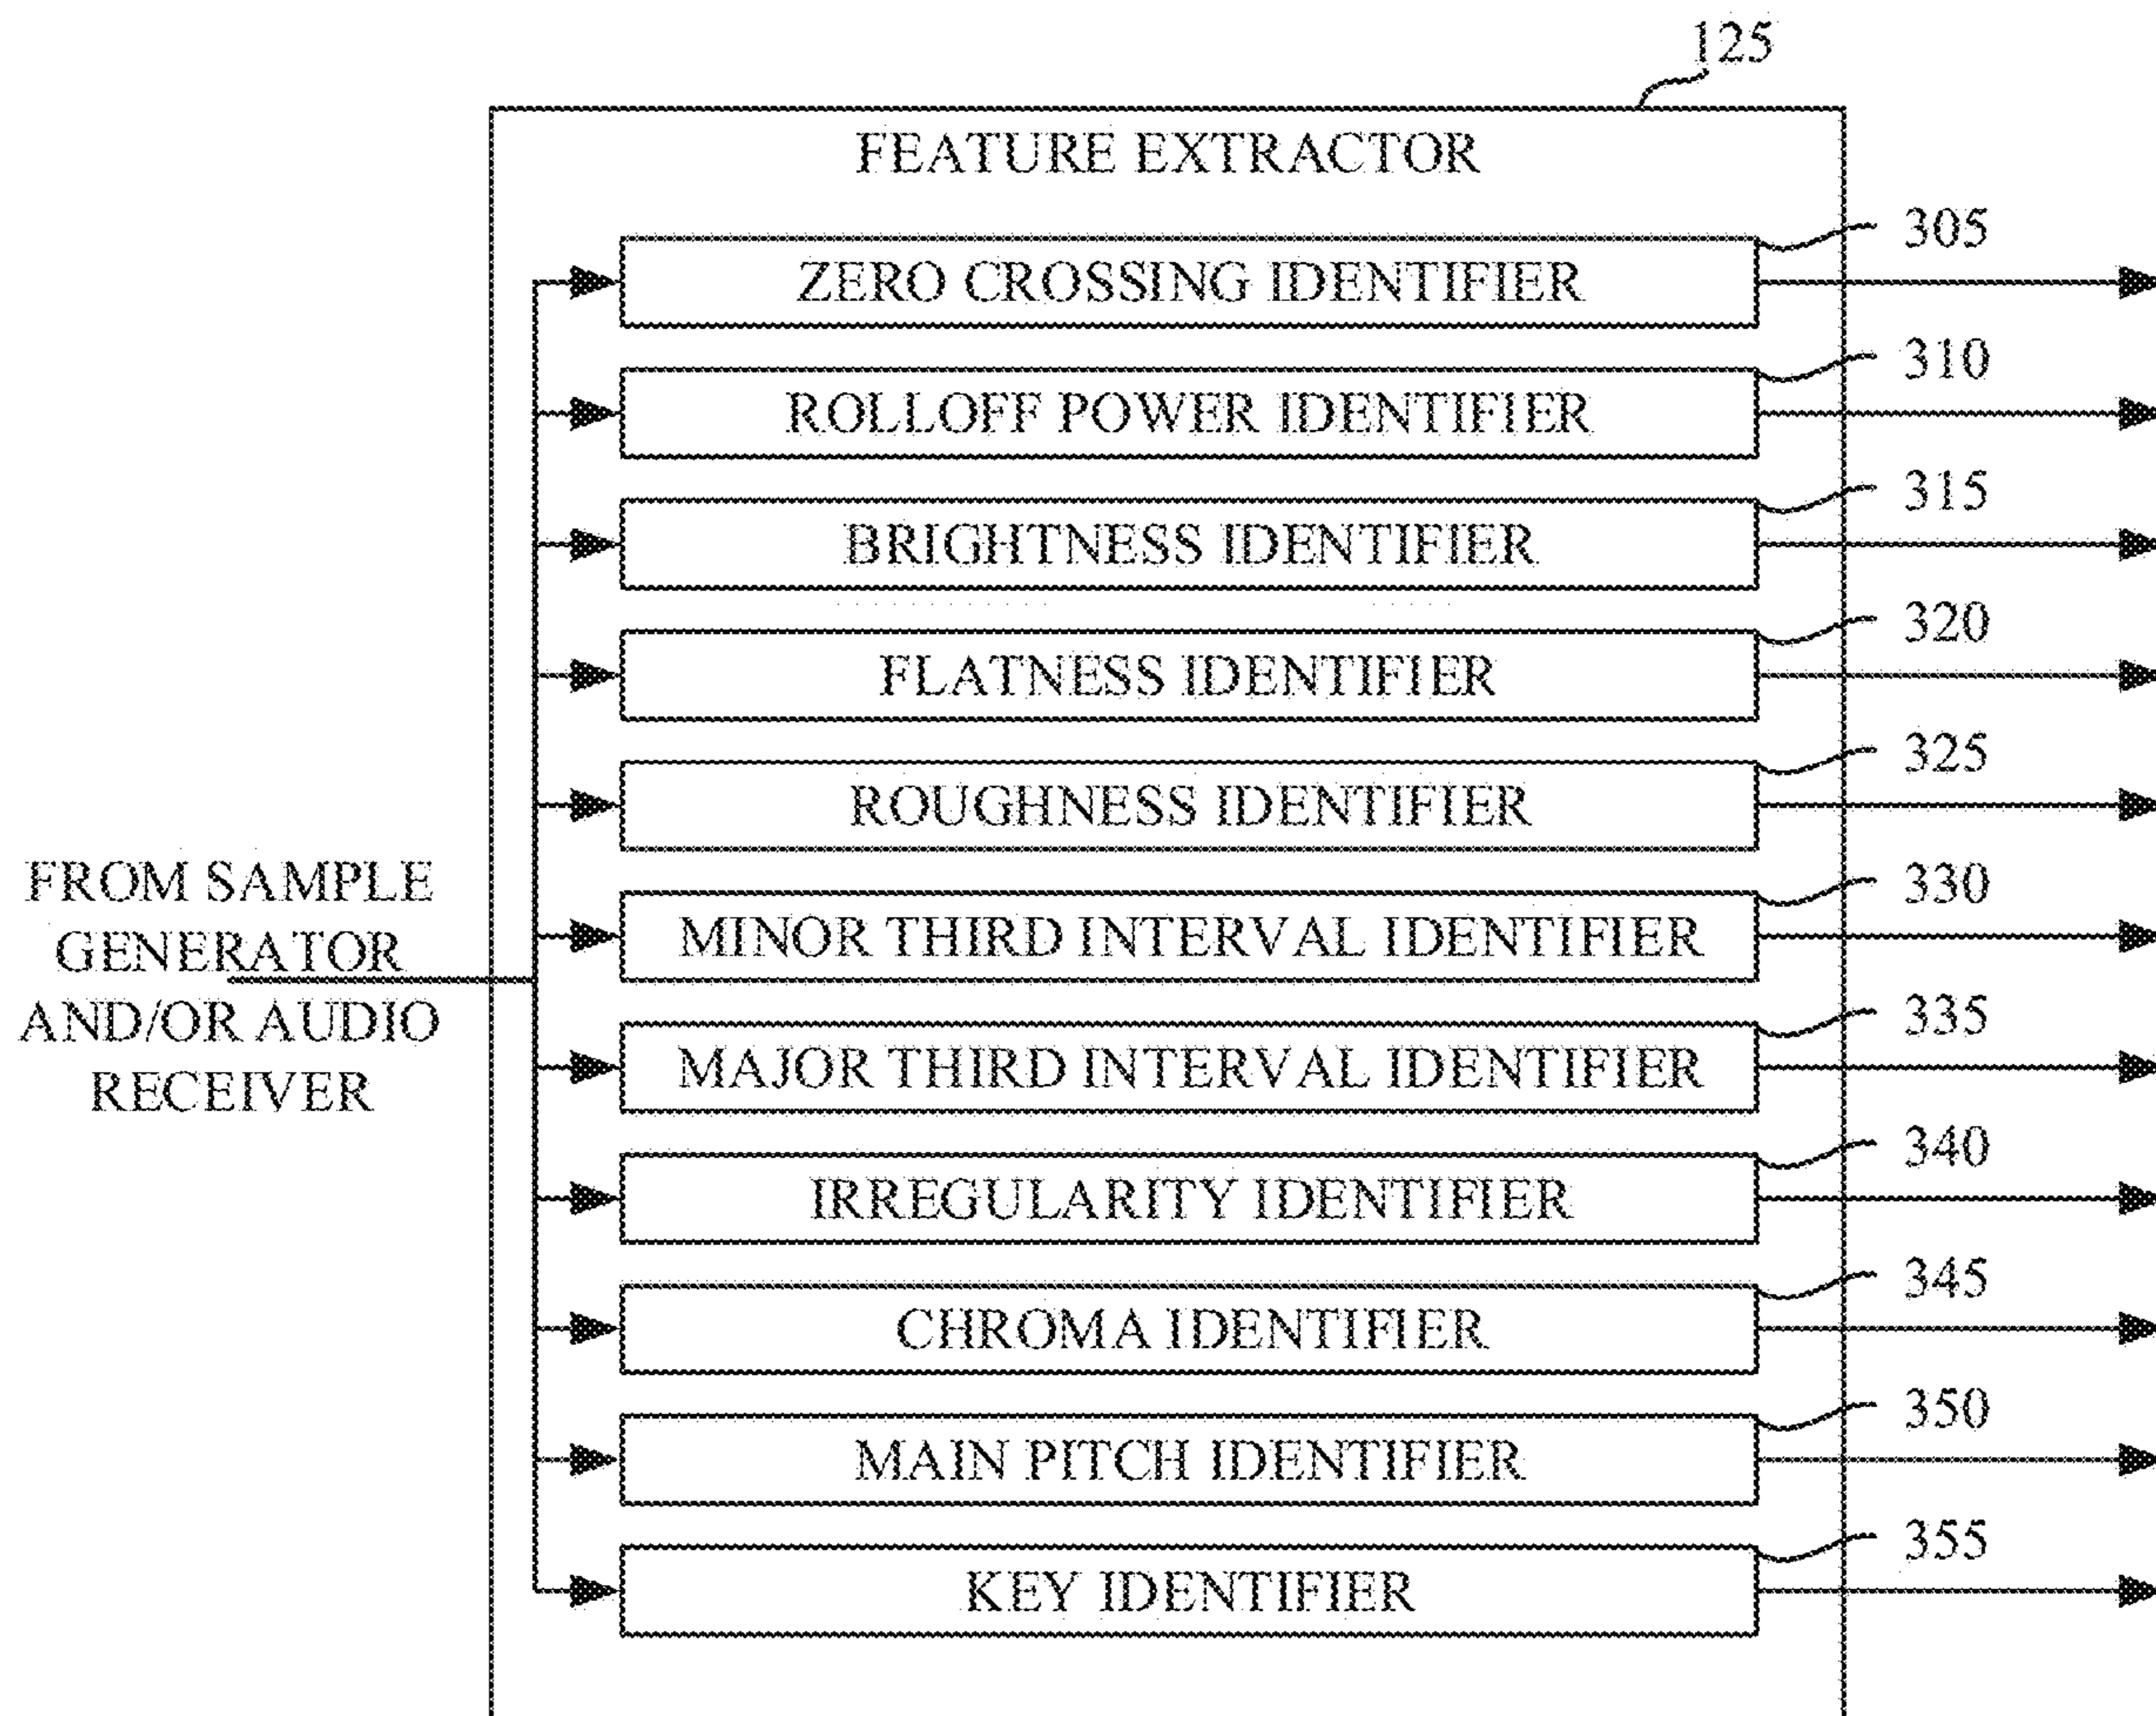 125
FEATURE EXTRACTOR
305
ZERO CROSSING IDENTIFIER
310
ROLLOFF POWER IDENTIFIER
315
BRIGHTNESS IDENTIFIER
320
FLATNESS IDENTIFIER
325
ROUGHNESS IDENTIFIER
FROM SAMPLE
GENERATOR
AND/OR AUDIO
RECEIVER
330
MINOR THIRD INTERVAL IDENTIFIER
335
MAJOR THIRD INTERVAL IDENTIFIER
340
IRREGULARITY IDENTIFIER
345
CHROMA IDENTIFIER
350
MAIN PITCH IDENTIFIER
355
KEY IDENTIFIER